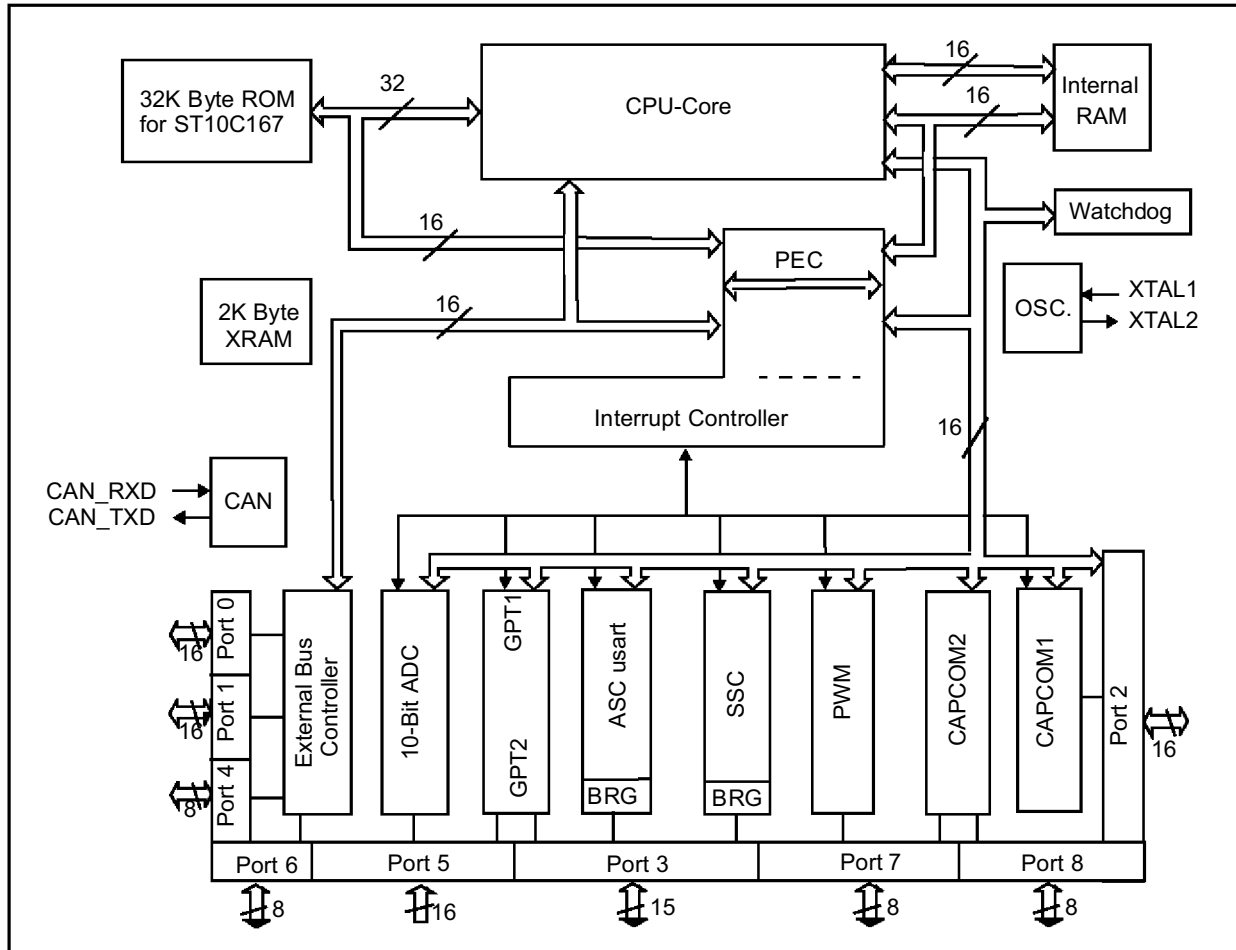 32K Byte ROM
for ST10C167
32
CPU-Core
16
16
Internal
RAM
Watchdog
16
PEC
2K Byte
XRAM
16
OSC.
XTAL1
XTAL2
Interrupt Controller
16
CAN_RXD
CAN_TXD
CAN
Port 0
16
Port 1
16
Port 4
8
External Bus
Controller
10-Bit ADC
GPT1
GPT2
ASC usart
BRG
SSC
BRG
PWM
CAPCOM2
CAPCOM1
Port 2
16
Port 6
Port 5
Port 3
Port 7
Port 8
8
16
15
8
8